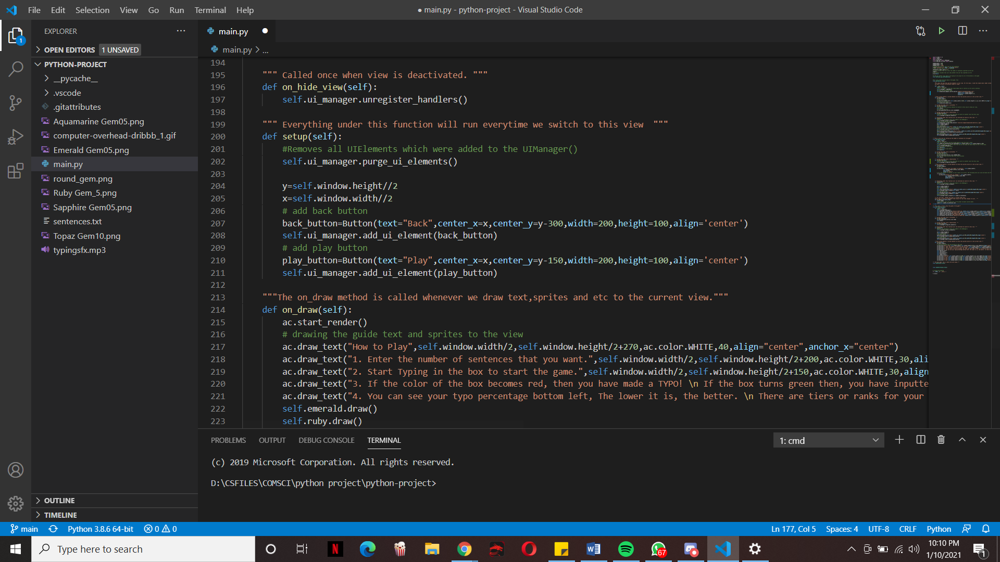 File Edit Selection View Go Run Terminal Help
● main.py - python-project - Visual Studio Code
EXPLORER
OPEN EDITORS 1 UNSAVED
PYTHON-PROJECT
__pycache__
.vscode
.gitattributes
Aquamarine Gem05.png
computer-overhead-dribbb_1.gif
Emerald Gem05.png
main.py
round_gem.png
Ruby Gem_5.png
Sapphire Gem05.png
sentences.txt
Topaz Gem10.png
typingsfx.mp3
OUTLINE
TIMELINE
1
main.py
main.py > ...
194
195 """ Called once when view is deactivated. """
196 def on_hide_view(self):
197 self.ui_manager.unregister_handlers()
198
199 """ Everything under this function will run everytime we switch to this view  """
200 def setup(self):
201 #Removes all UIElements which were added to the UIManager()
202 self.ui_manager.purge_ui_elements()
203
204 y=self.window.height//2
205 x=self.window.width//2
206 # add back button
207 back_button=Button(text="Back",center_x=x,center_y=y-300,width=200,height=100,align='center')
208 self.ui_manager.add_ui_element(back_button)
209 # add play button
210 play_button=Button(text="Play",center_x=x,center_y=y-150,width=200,height=100,align='center')
211 self.ui_manager.add_ui_element(play_button)
212
213 """The on_draw method is called whenever we draw text,sprites and etc to the current view."""
214 def on_draw(self):
215 ac.start_render()
216 # drawing the guide text and sprites to the view
217 ac.draw_text("How to Play",self.window.width/2,self.window.height/2+270,ac.color.WHITE,40,align="center",anchor_x="center")
218 ac.draw_text("1. Enter the number of sentences that you want.",self.window.width/2,self.window.height/2+200,ac.color.WHITE,30,ali
219 ac.draw_text("2. Start Typing in the box to start the game.",self.window.width/2,self.window.height/2+150,ac.color.WHITE,30,align
220 ac.draw_text("3. If the color of the box becomes red, then you have made a TYPO! \n If the box turns green then, you have inputte
221 ac.draw_text("4. You can see your typo percentage bottom left, The lower it is, the better. \n There are tiers or ranks for your
222 self.emerald.draw()
223 self.ruby.draw()
PROBLEMS OUTPUT DEBUG CONSOLE TERMINAL
1: cmd
(c) 2019 Microsoft Corporation. All rights reserved.
D:\CSFILES\COMSCI\python project\python-project>
main Python 3.8.6 64-bit 0 0
Ln 177, Col 5 Spaces: 4 UTF-8 CRLF Python
Type here to search
N
67
10:10 PM
1/10/2021
1